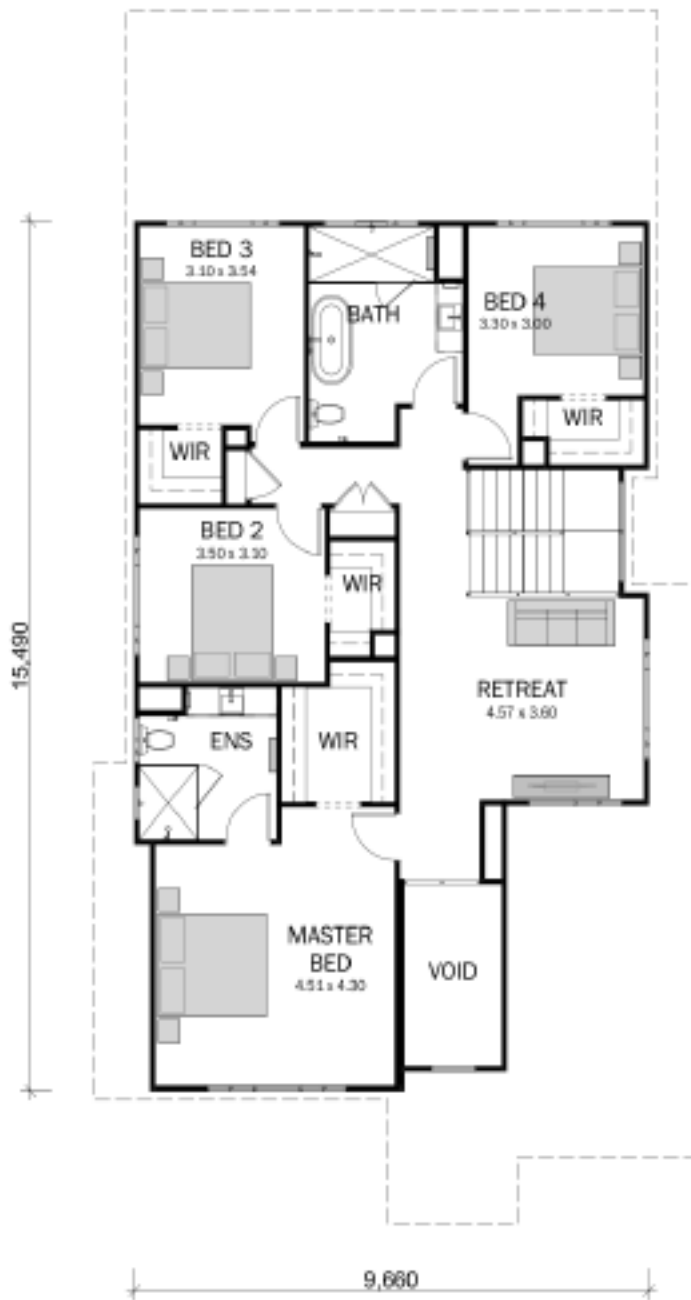 BED 3
3.10 x 3.54
BATH
BED 4
3.30 x 3.00
WIR
WIR
BED 2
3.50 x 3.10
WIR
15,490
RETREAT
4.57 x 3.60
ENS
WIR
MASTER
BED
4.51 x 4.30
VOID
9,660